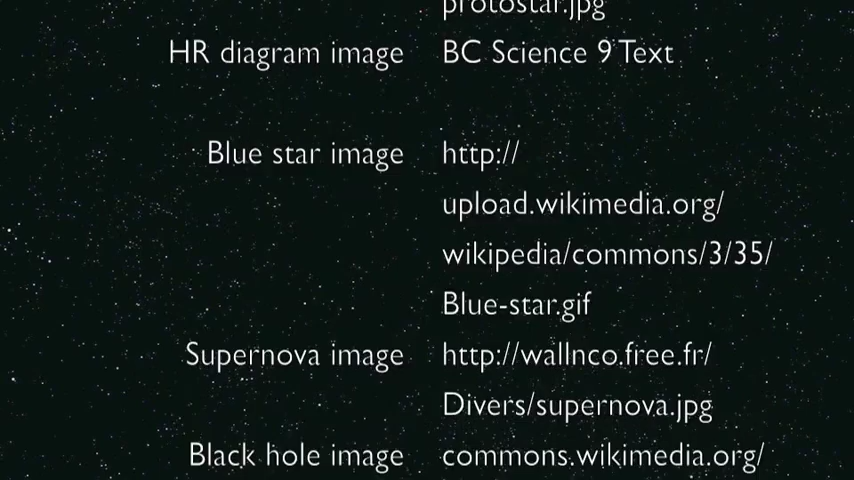 protostar.jpg
HR diagram image BC Science 9 Text
Blue star image http://
upload.wikimedia.org/
wikipedia/commons/3/35/
Blue-star.gif
Supernova image http://wallnco.free.fr/
Divers/supernova.jpg
Black hole image commons.wikimedia.org/